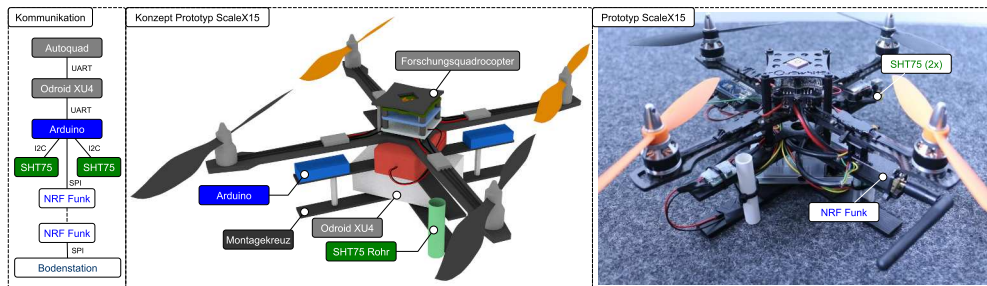 Kommunikation
Autoquad
UART
Odroid XU4
UART
Arduino
I2C
I2C
SHT75
SHT75
SPI
NRF Funk
NRF Funk
SPI
Bodenstation
Konzept Prototyp ScaleX15
Forschungsquadrocopter
Arduino
Odroid XU4
Montagekreuz
SHT75 Rohr
Prototyp ScaleX15
SHT75 (2x)
NRF Funk